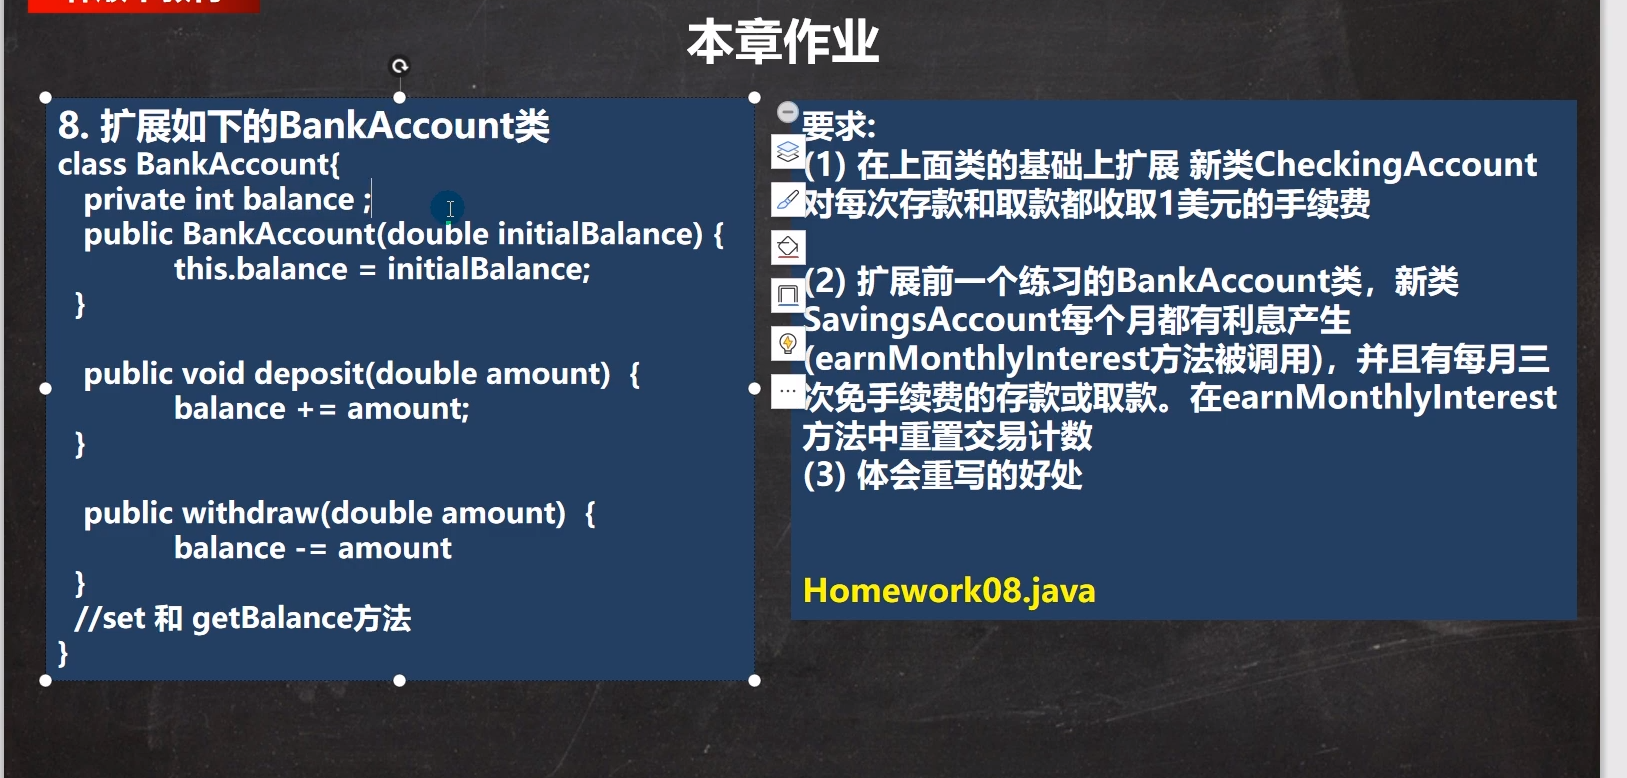 本章作业
8. 扩展如下的BankAccount类
class BankAccount{
private int balance ;
public BankAccount(double initialBalance) {
this.balance = initialBalance;
}
public void deposit(double amount)  {
balance += amount;
}
public withdraw(double amount)  {
balance -= amount
}
//set 和 getBalance方法
}
要求:
(1) 在上面类的基础上扩展 新类CheckingAccount
对每次存款和取款都收取1美元的手续费
(2) 扩展前一个练习的BankAccount类，新类
SavingsAccount每个月都有利息产生
(earnMonthlyInterest方法被调用)，并且有每月三
次免手续费的存款或取款。在earnMonthlyInterest
方法中重置交易计数
(3) 体会重写的好处
Homework08.java